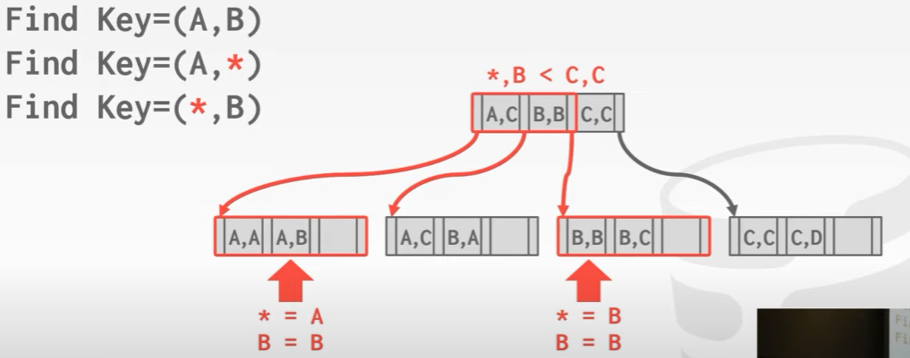 Find Key=(A,B)
Find Key=(A,*)
Find Key=(*,B)
*,B < C,C
A,C B,B C,C
A,A A,B A,C B,A B,B B,C C,C C,D
* = A * = B
B = B B = B